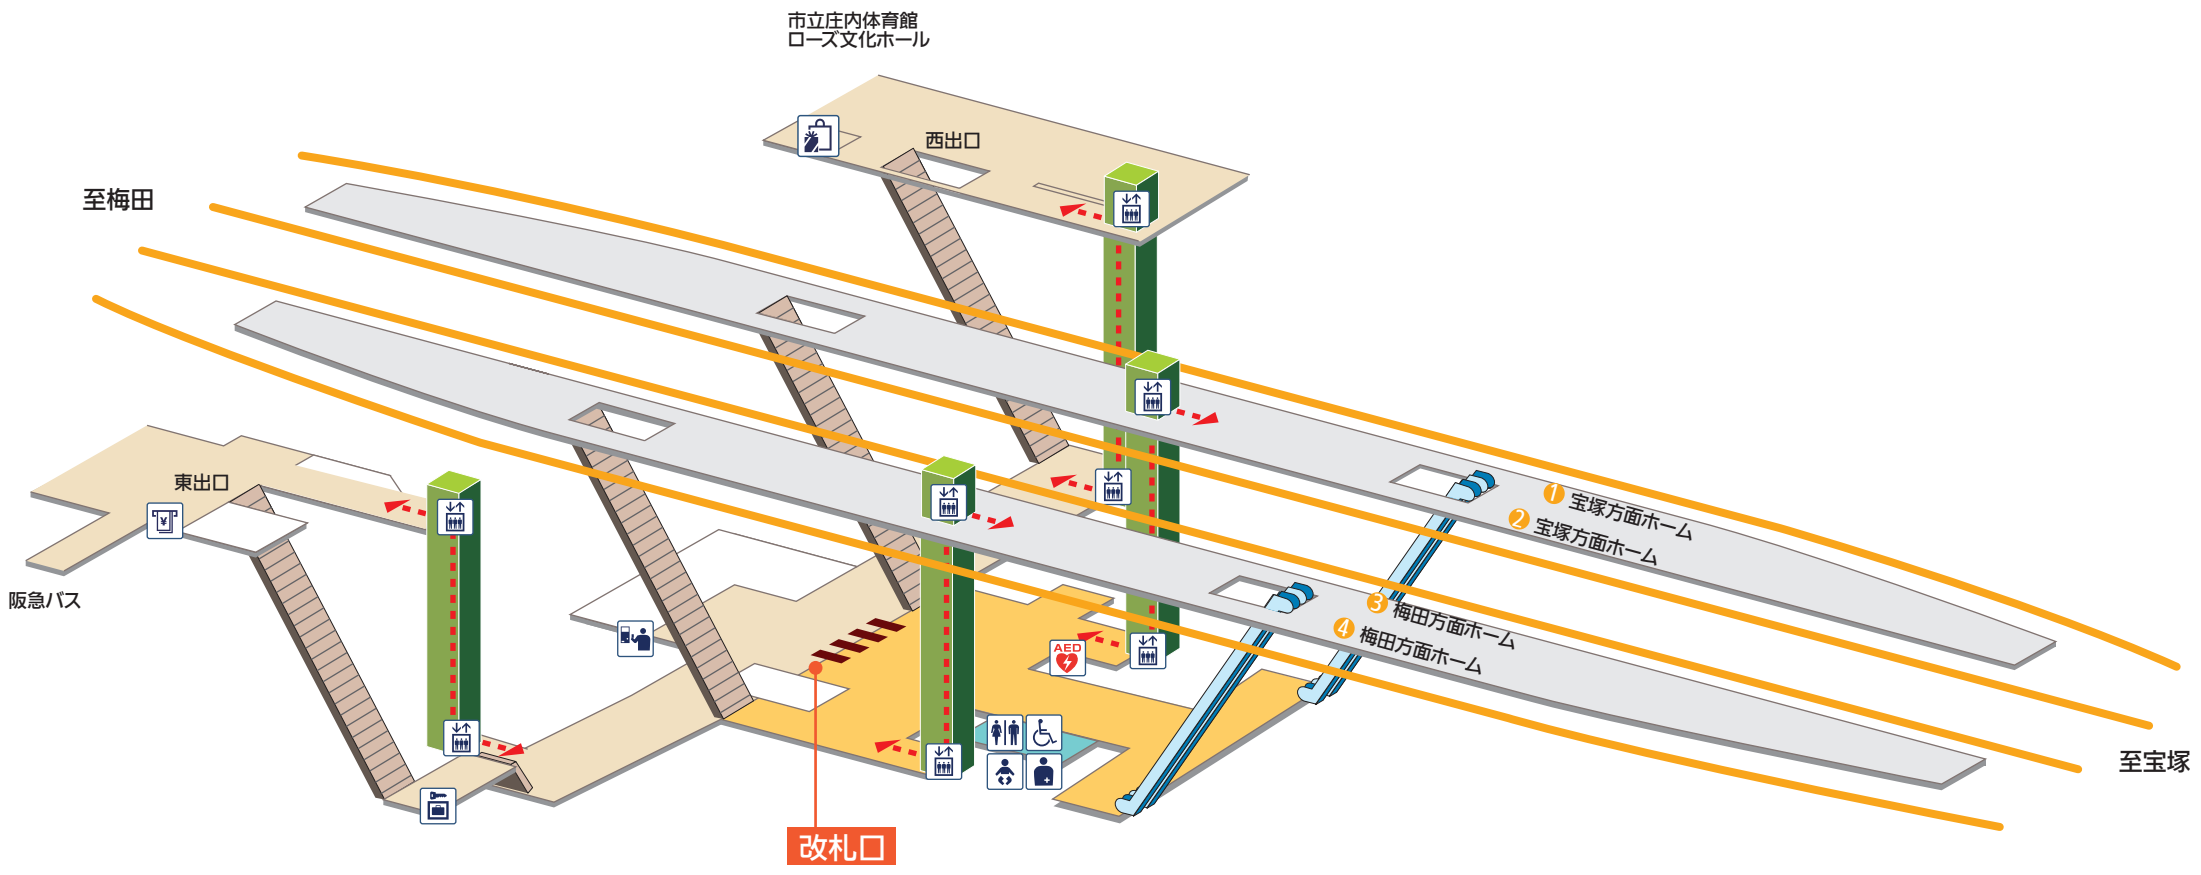 市立庄内体育館
ローズ文化ホール
西出口
至梅田
東出口
¥
阪急バス
1 宝塚方面ホーム
2 宝塚方面ホーム
3 梅田方面ホーム
4 梅田方面ホーム
AED
至宝塚
改札口